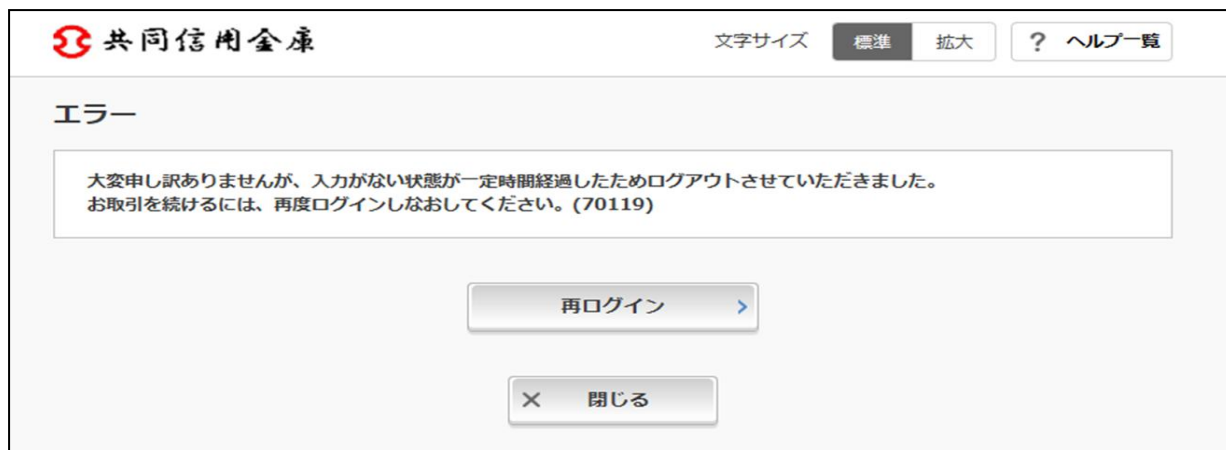 共同信用金庫
文字サイズ 標準 拡大 ? ヘルプ一覧
エラー
大変申し訳ありませんが、入力がない状態が一定時間経過したためログアウトさせていただきました。
お取引を続けるには、再度ログインしなおしてください。(70119)
再ログイン
× 閉じる